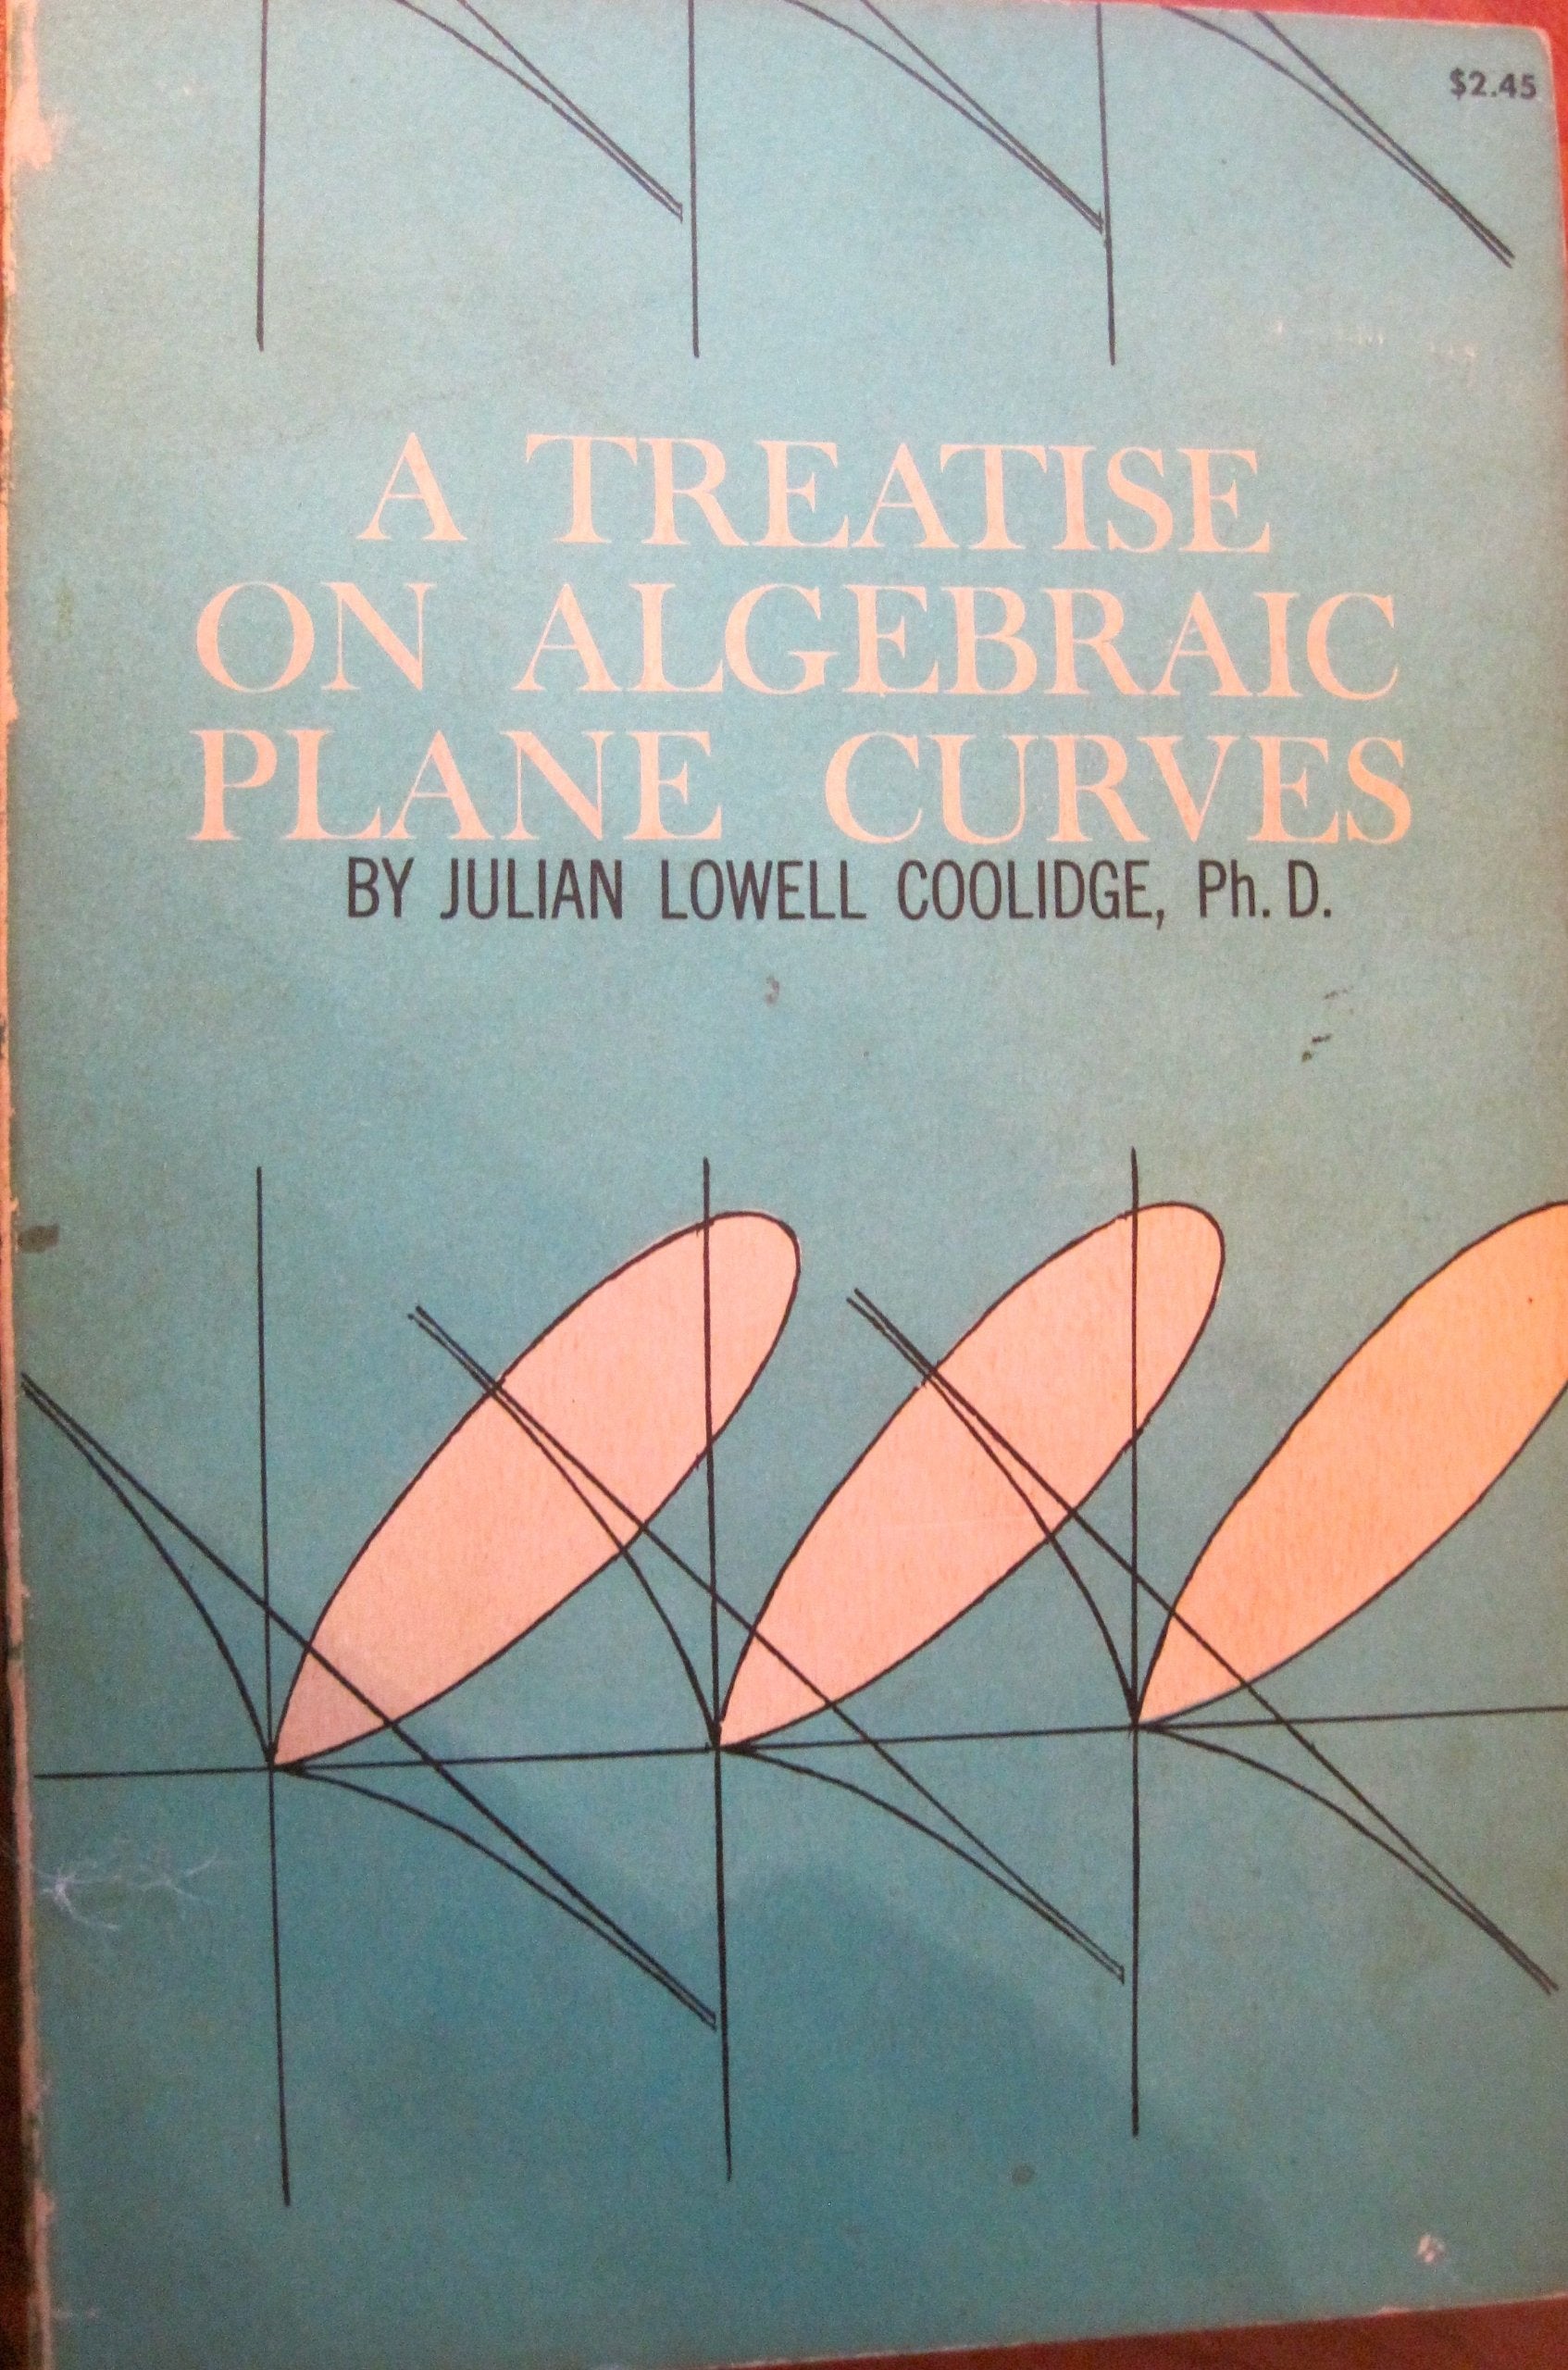 $2.45
A TREATISE
ON ALGEBRAIC
PLANE CURVES
BY JULIAN LOWELL COOLIDGE, Ph. D.